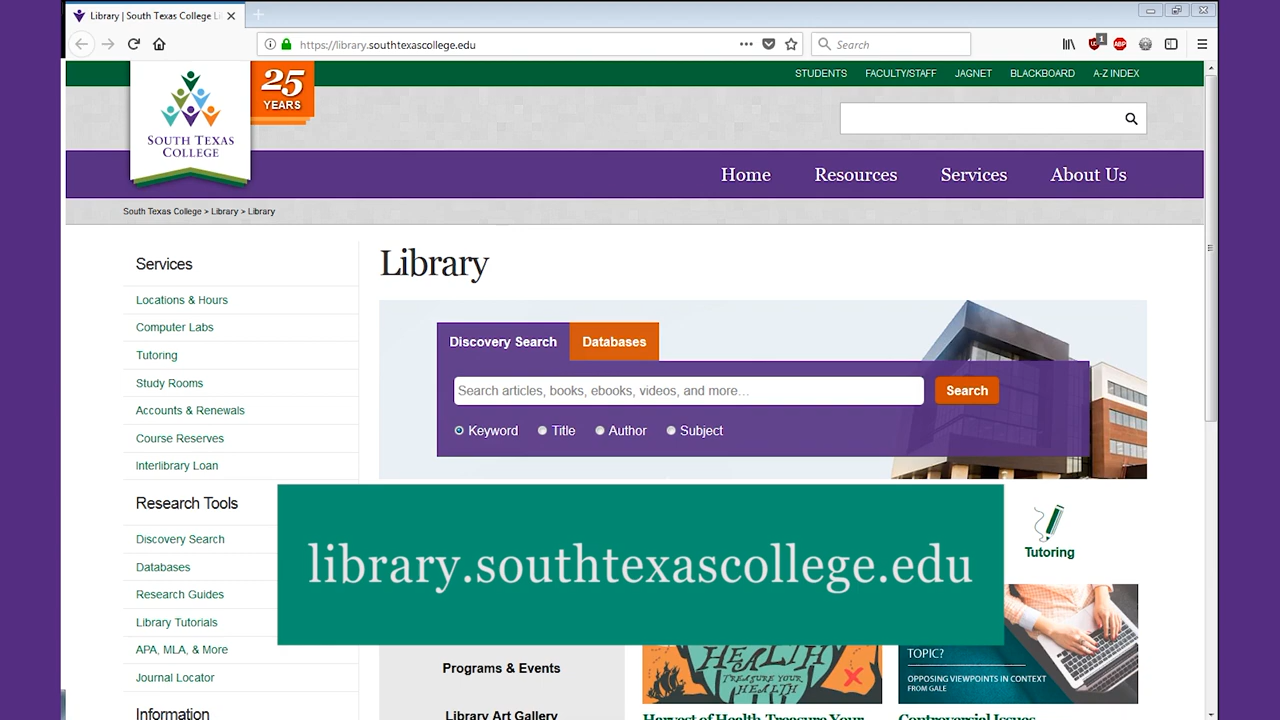 Library | South Texas College Li
https://library.southtexascollege.edu
Search
1
ABP
STUDENTS FACULTY/STAFF JAGNET BLACKBOARD A-Z INDEX
25
YEARS
SOUTH TEXAS
COLLEGE
Home Resources Services About Us
South Texas College > Library > Library
Services
Locations & Hours
Computer Labs
Tutoring
Study Rooms
Accounts & Renewals
Course Reserves
Interlibrary Loan
Research Tools
Discovery Search
Databases
Research Guides
Library Tutorials
APA, MLA, & More
Journal Locator
Information
Library
Discovery Search Databases
Search articles, books, ebooks, videos, and more...
Search
Keyword Title Author Subject
library.southtexascollege.edu
Tutoring
Programs & Events
Library Art Gallery
HEALTH
TREASURE YOUR
HEALTH
Harvest of Health-Treasure Your
TOPIC?
OPPOSING VIEWPOINTS IN CONTEXT
FROM GALE
Controversial Issues